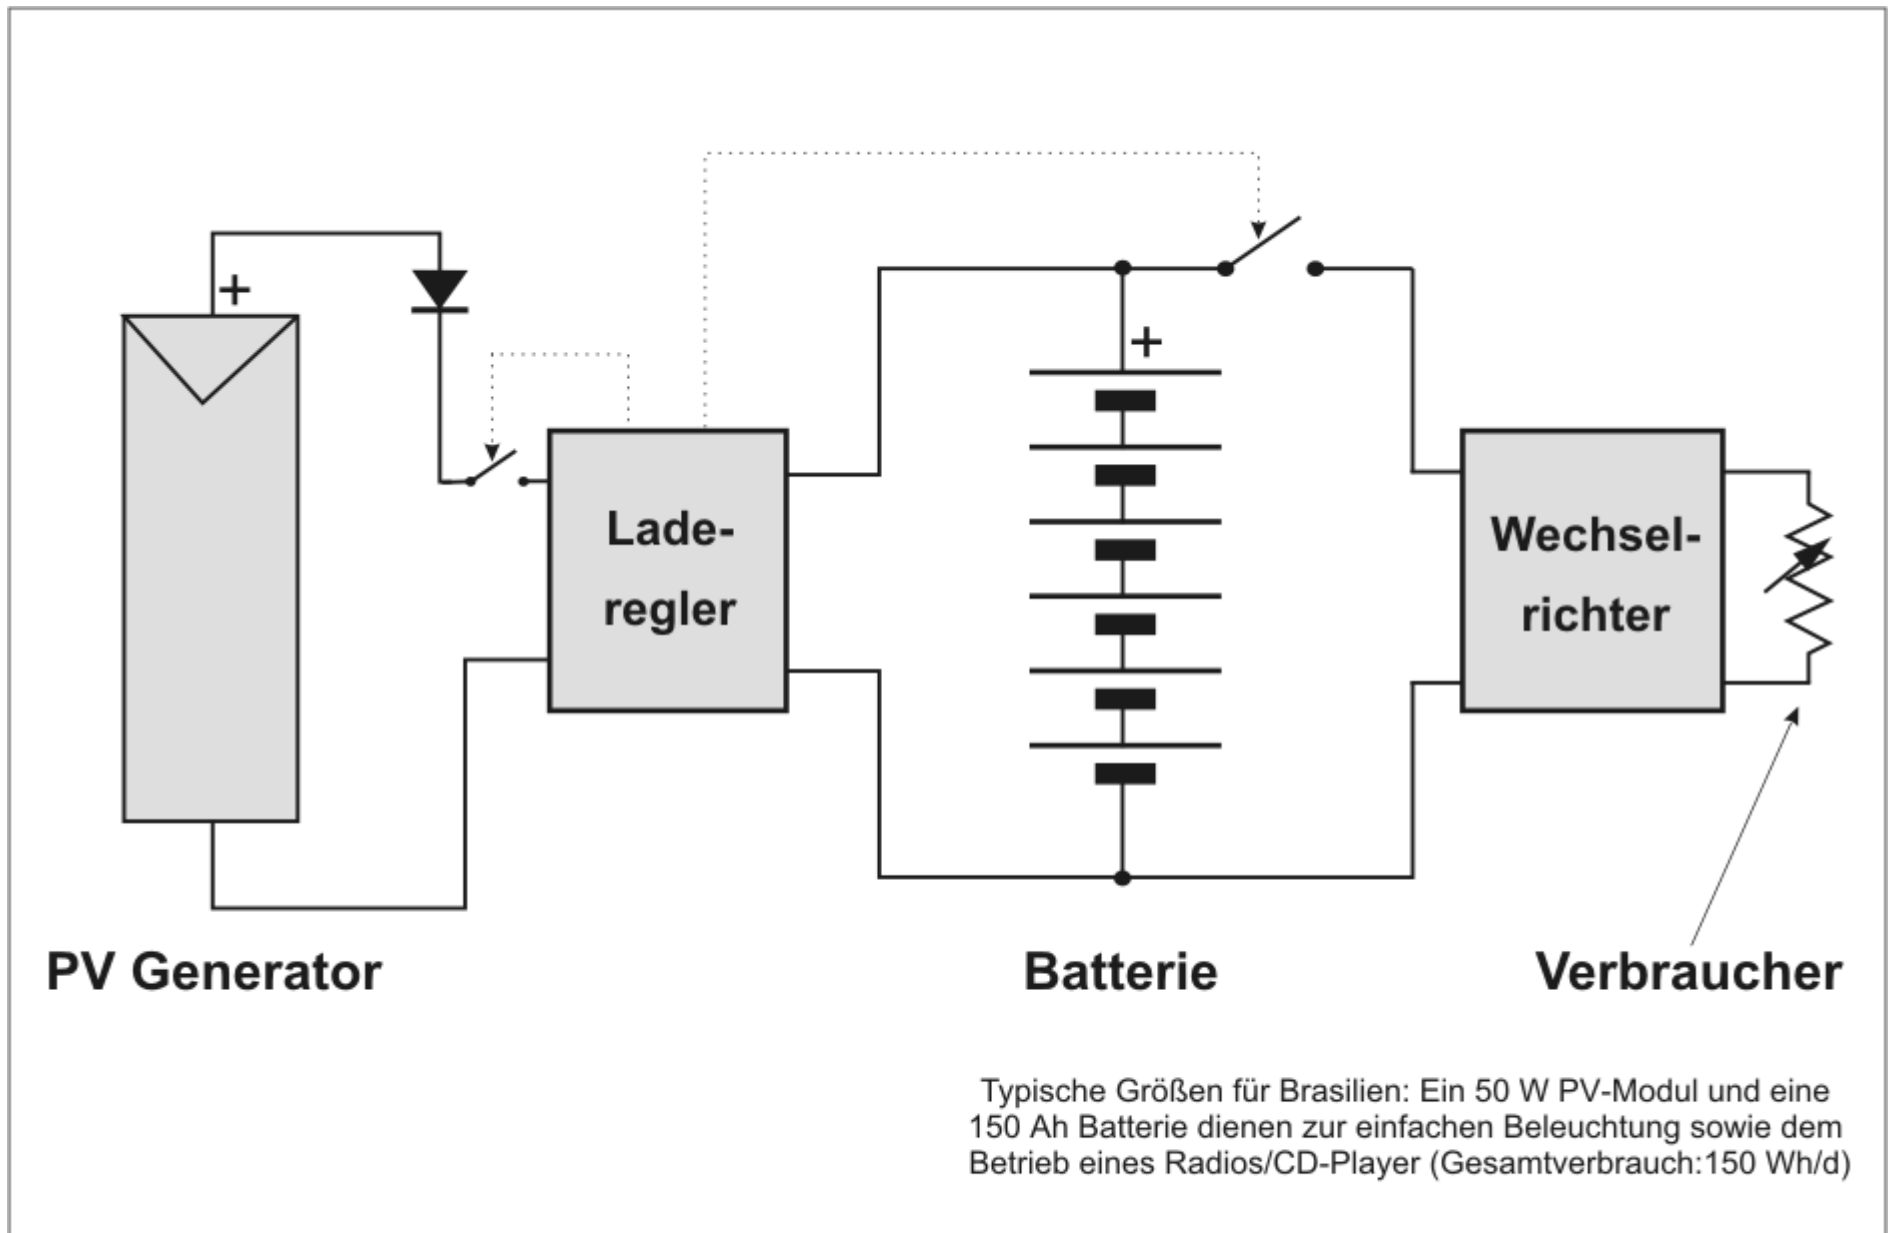 +
+
Lade-
regler
Wechsel-
richter
PV Generator
Batterie
Verbraucher
Typische Größen für Brasilien: Ein 50 W PV-Modul und eine
150 Ah Batterie dienen zur einfachen Beleuchtung sowie dem
Betrieb eines Radios/CD-Player (Gesamtverbrauch:150 Wh/d)